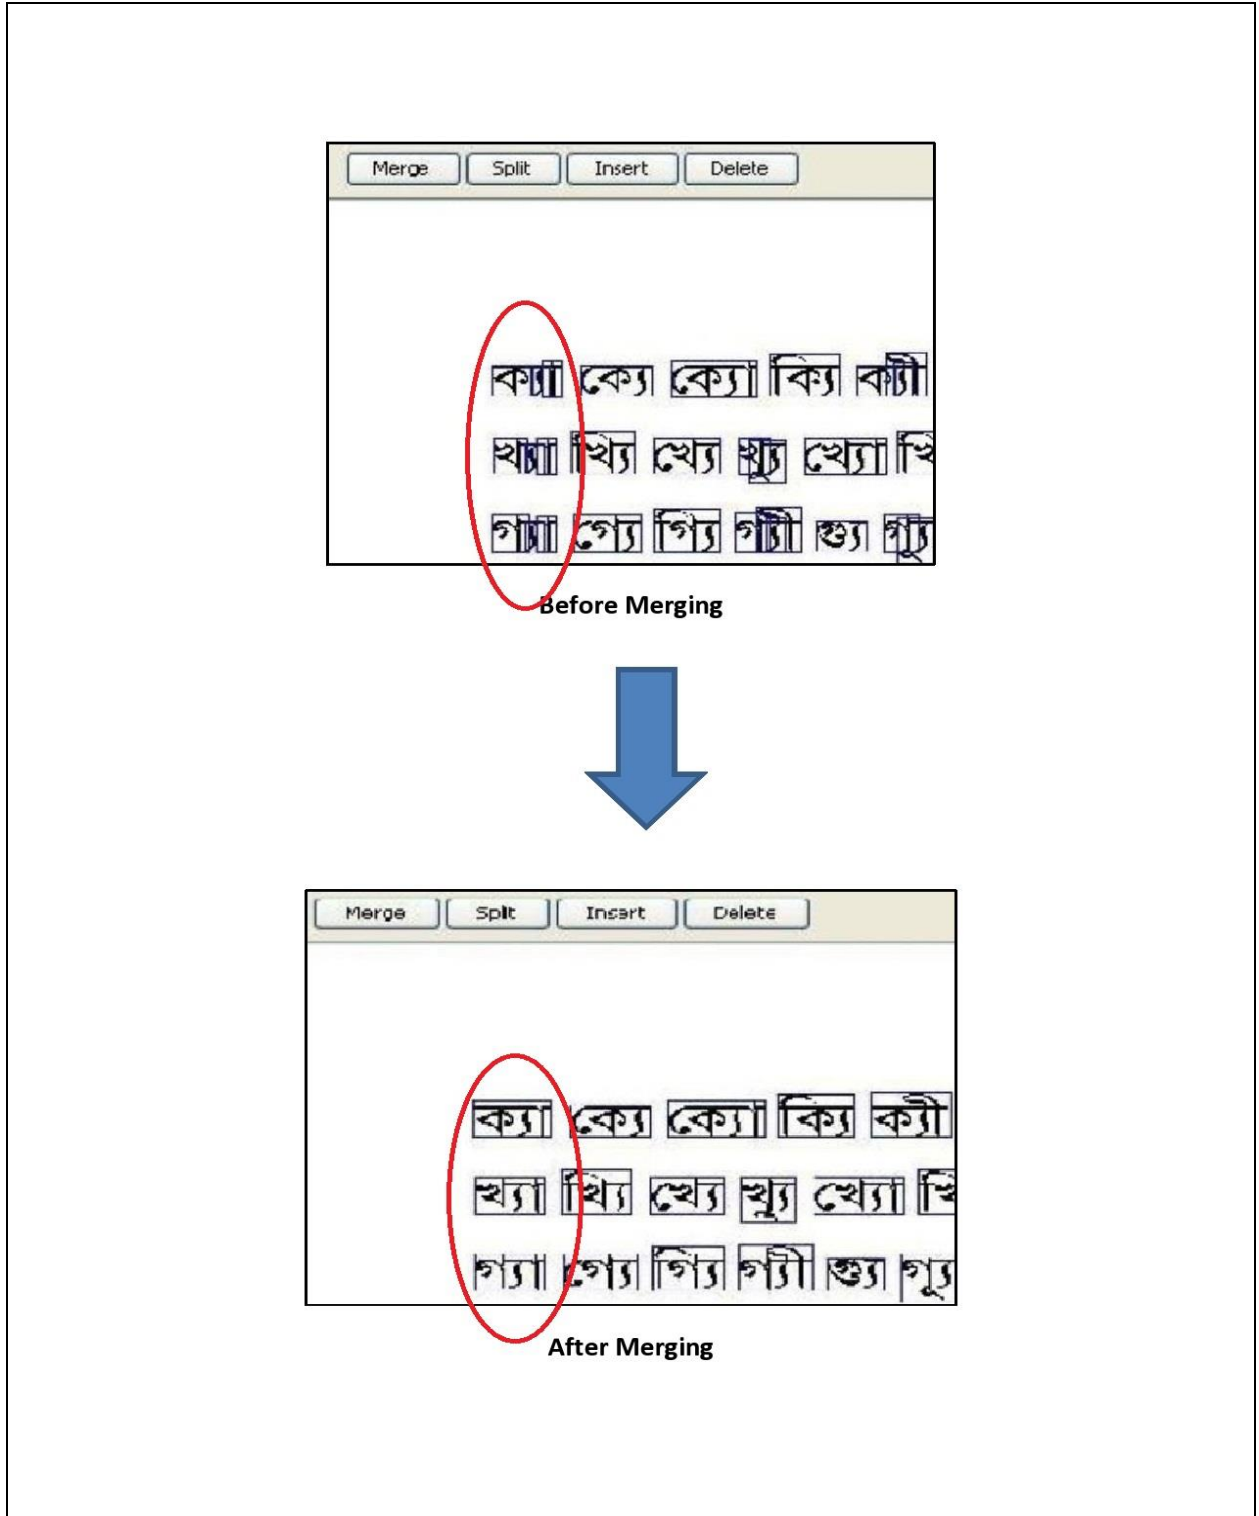 Merge Split Insert Delete
ক্যা ক্যে ক্যো ক্যি ক্যী
খ্যা খ্যি খ্যে খ্যু খ্যো
গ্যা গ্যে গ্যি গ্যী গু্য গ্যূ
Before Merging
Merge Split Insert Delete
ক্যা ক্যে ক্যো ক্যি ক্যী
খ্যা খ্যি খ্যে খ্যু খ্যো
গ্যা গ্যে গ্যি গ্যী গু্য গ্যূ
After Merging